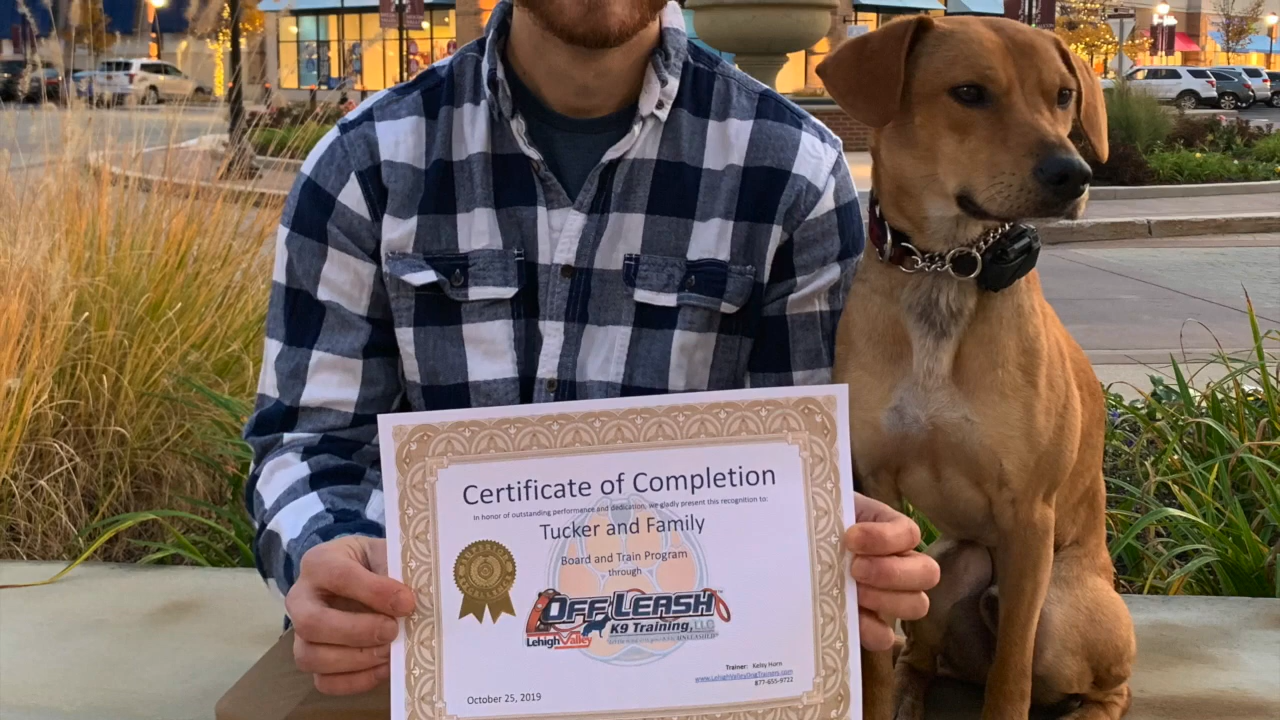 Certificate of Completion
In honor of outstanding performance and dedication, we gladly present this recognition to:
Tucker and Family
Board and Train Program
through
OFF LEASH
K9 Training, LLC
Lehigh Valley
Trainer: Kelsy Horn
www.LehighValleyDogTrainers.com
877-655-9722
October 25, 2019